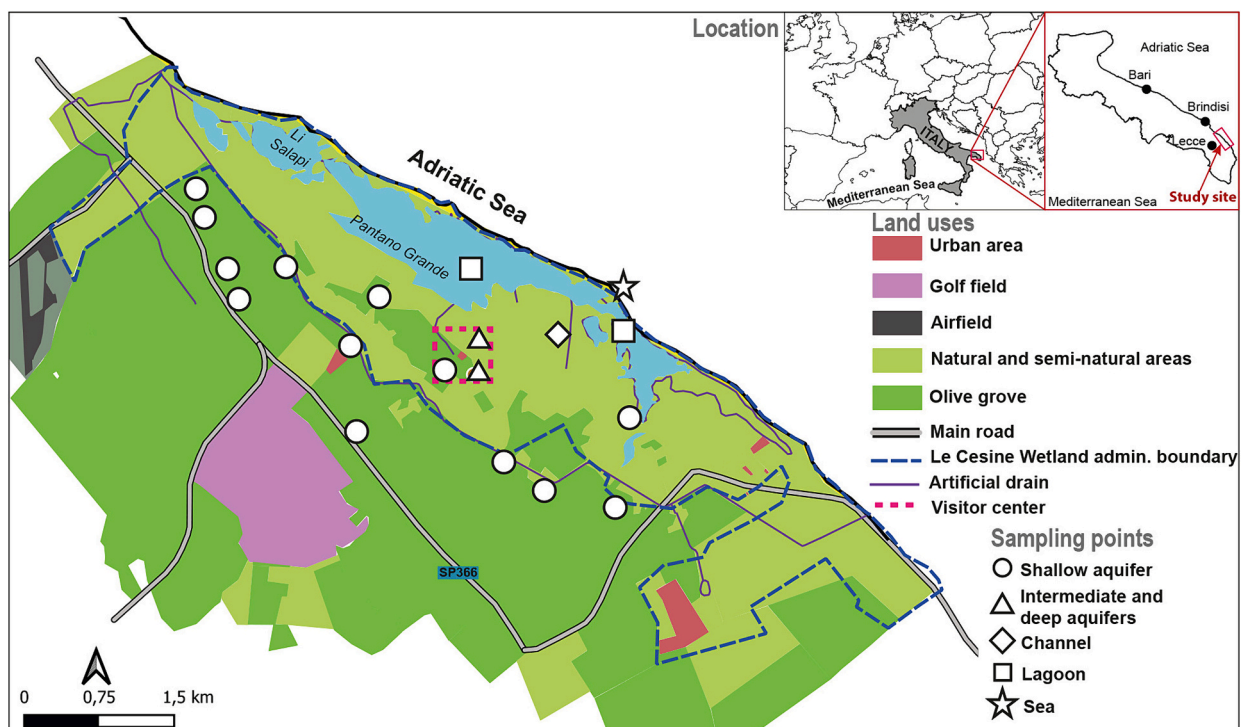 Location
Adriatic Sea
Bari
Brindisi
Lecce
ITALY
Mediterranean Sea
Mediterranean Sea
Study site
Li
Salapi
Adriatic Sea
Pantano Grande
SP366
Land uses
Urban area
Golf field
Airfield
Natural and semi-natural areas
Olive grove
Main road
Le Cesine Wetland admin. boundary
Artificial drain
Visitor center
Sampling points
Shallow aquifer
Intermediate and
deep aquifers
Channel
Lagoon
Sea
0 0,75 1,5 km